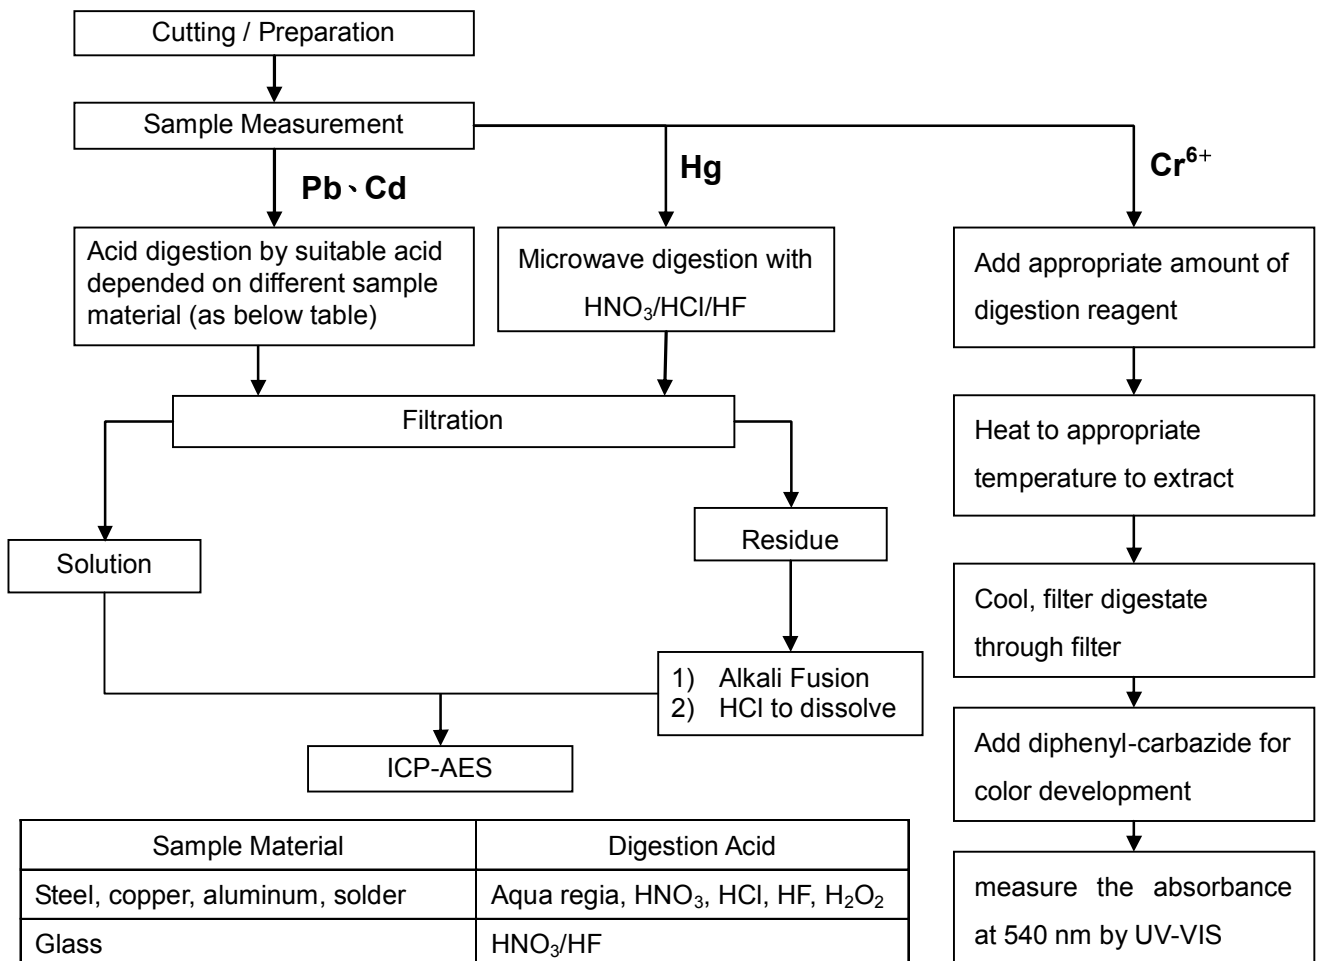 Cutting / Preparation
Sample Measurement
Pb、Cd
Hg
Cr⁶⁺
Acid digestion by suitable acid
depended on different sample
material (as below table)
Microwave digestion with
HNO₃/HCl/HF
Add appropriate amount of
digestion reagent
Filtration
Heat to appropriate
temperature to extract
Solution
Residue
Cool, filter digestate
through filter
1) Alkali Fusion
2) HCl to dissolve
ICP-AES
Add diphenyl-carbazide for
color development
Sample Material Digestion Acid
Steel, copper, aluminum, solder Aqua regia, HNO₃, HCl, HF, H₂O₂
Glass HNO₃/HF
measure the absorbance
at 540 nm by UV-VIS